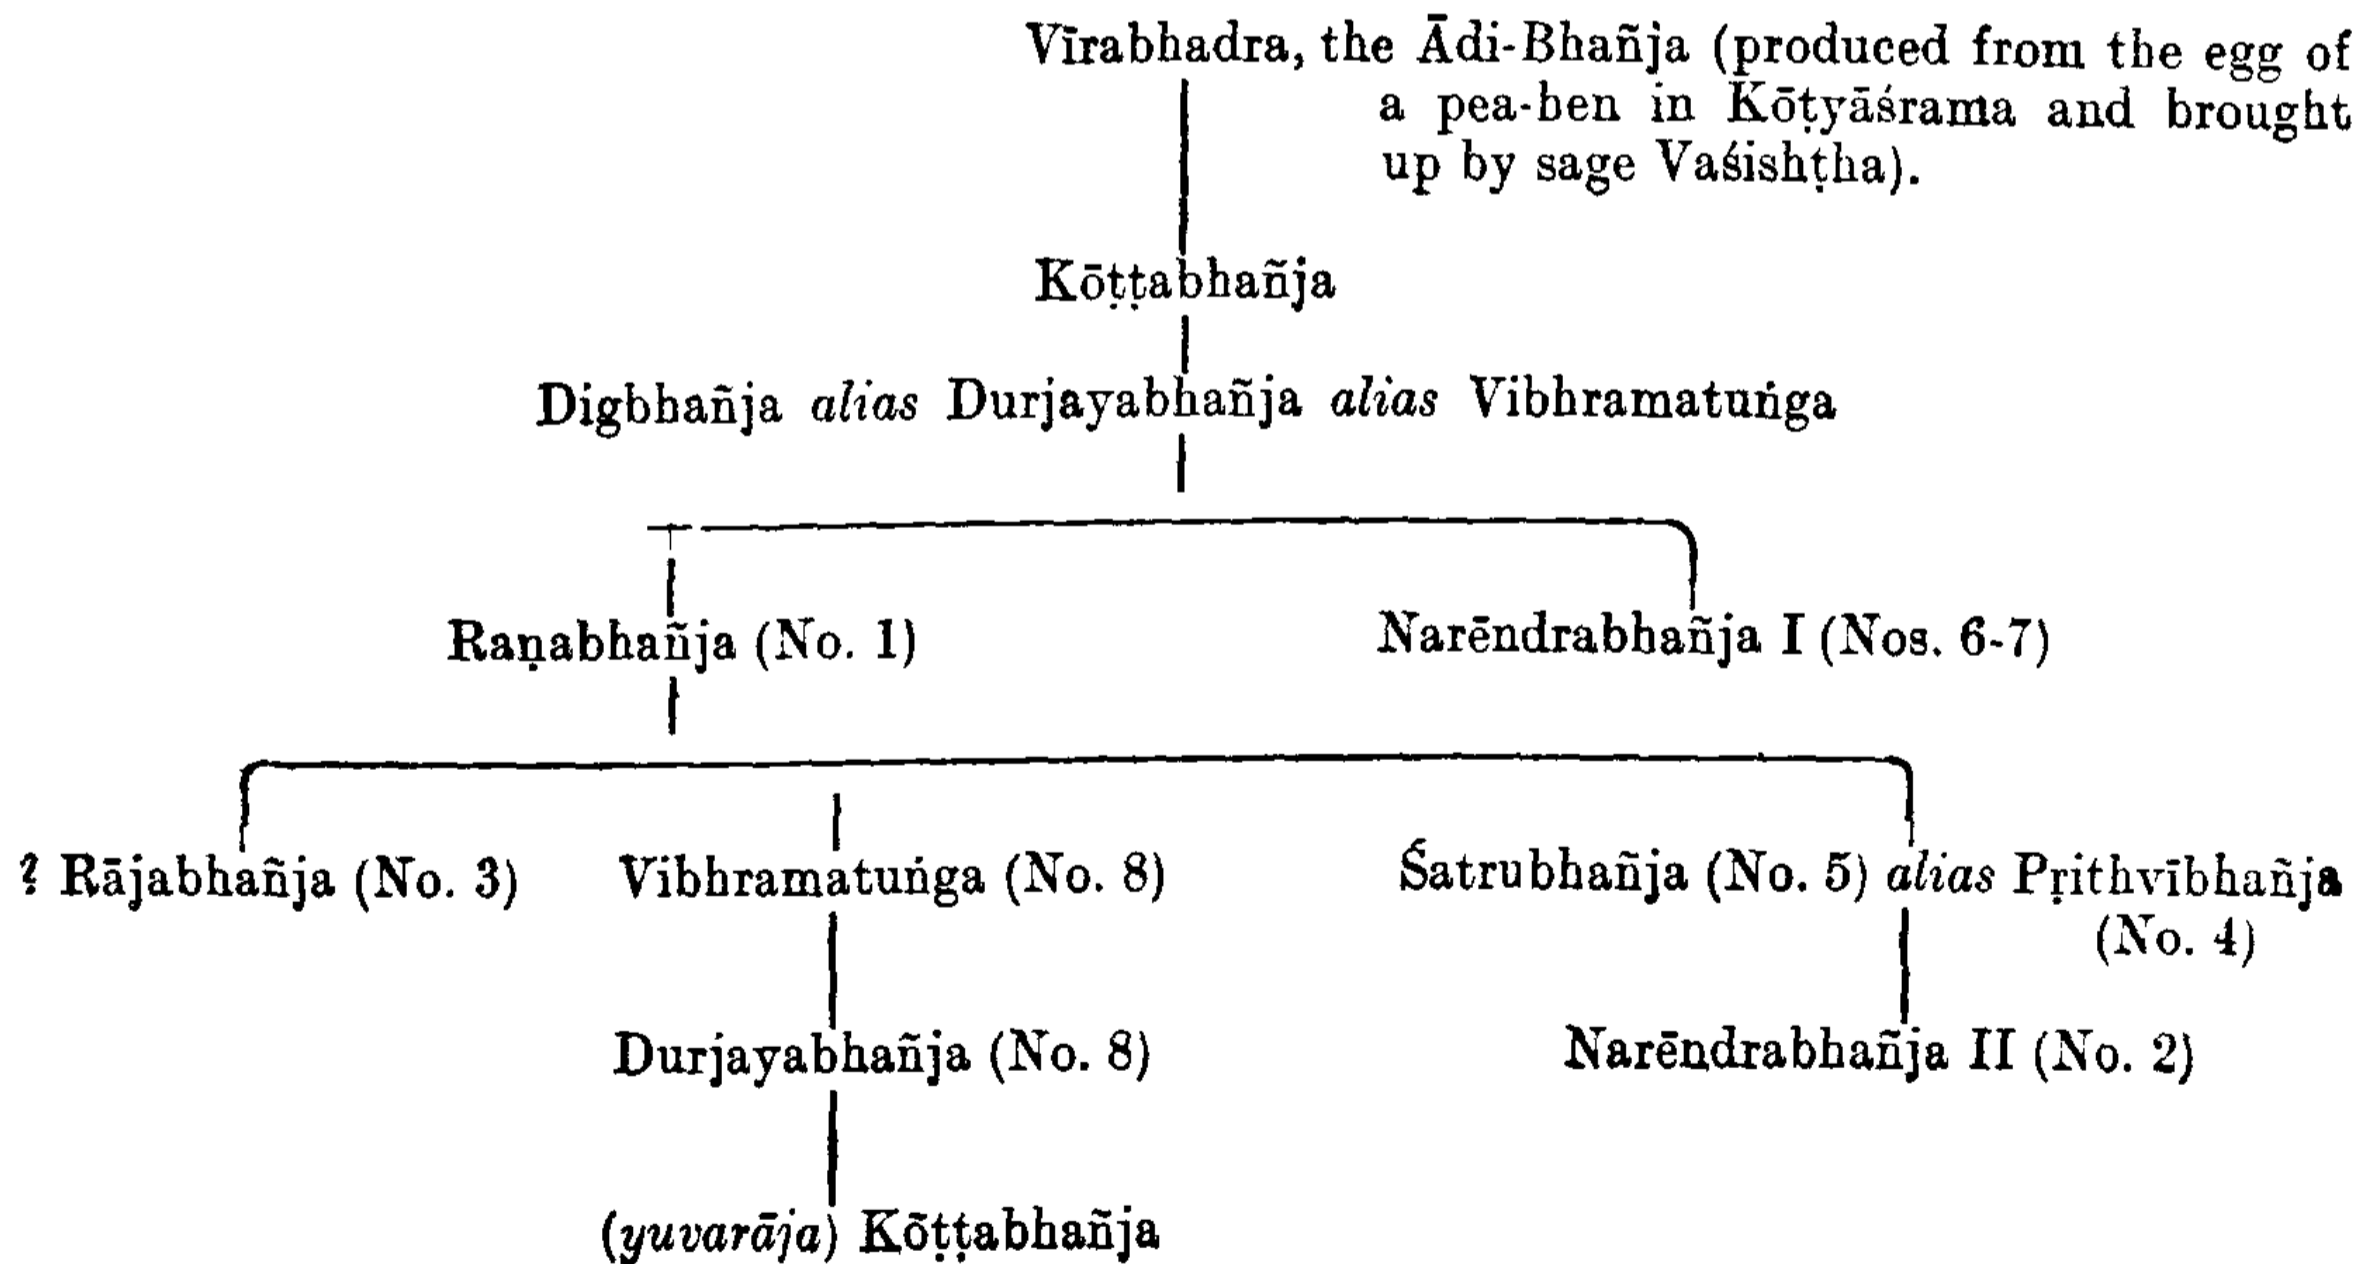 Vīrabhadra, the Ādi-Bhañja (produced from the egg of
a pea-hen in Kōṭyāśrama and brought
up by sage Vaśishṭha).
Kōṭṭabhañja
Digbhañja alias Durjayabhañja alias Vibhramatuṅga
Raṇabhañja (No. 1) Narēndrabhañja I (Nos. 6-7)
? Rājabhañja (No. 3) Vibhramatuṅga (No. 8) Śatrubhañja (No. 5) alias Pṛithvībhañja
(No. 4)
Durjayabhañja (No. 8) Narēndrabhañja II (No. 2)
(yuvarāja) Kōṭṭabhañja